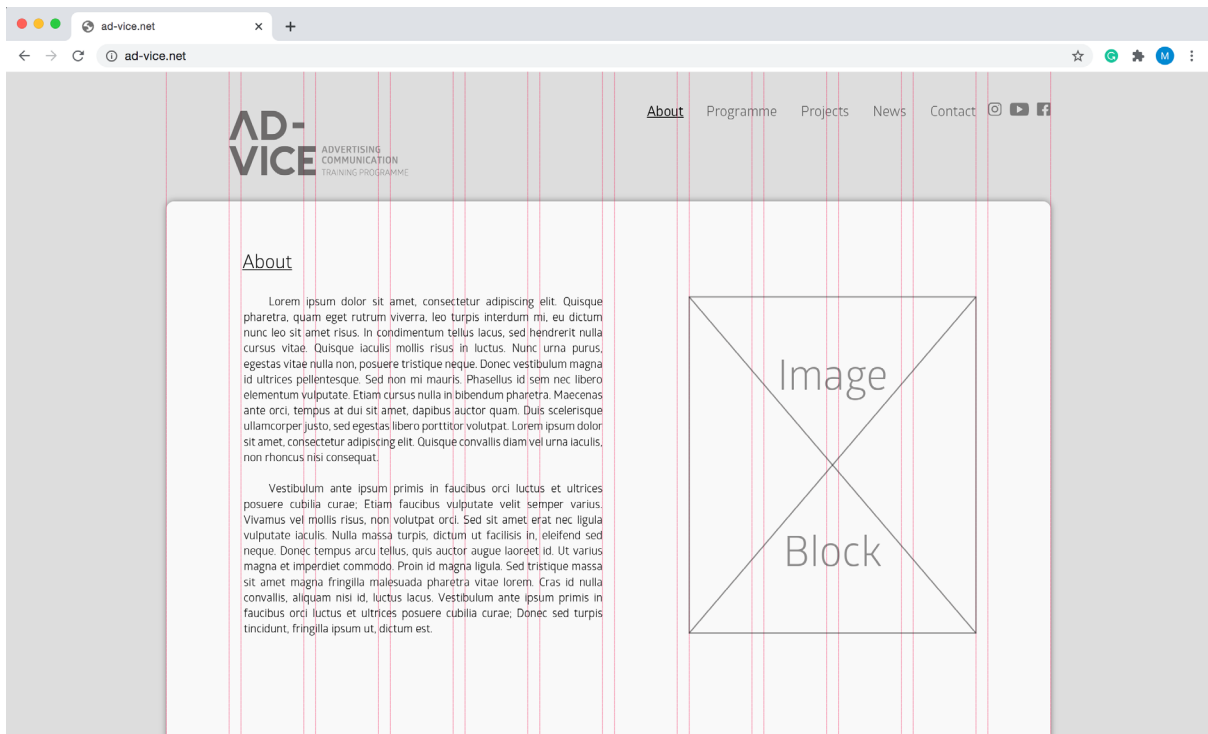 ad-vice.net
ad-vice.net
M
About Programme Projects News Contact
AD-
VICE
ADVERTISING
COMMUNICATION
TRAINING PROGRAMME
About
Lorem ipsum dolor sit amet, consectetur adipiscing elit. Quisque
pharetra, quam eget rutrum viverra, leo turpis interdum mi, eu dictum
nunc leo sit amet risus. In condimentum tellus lacus, sed hendrerit nulla
cursus vitae. Quisque iaculis mollis risus in luctus. Nunc urna purus,
egestas vitae nulla non, posuere tristique neque. Donec vestibulum magna
id ultrices pellentesque. Sed non mi mauris. Phasellus id sem nec libero
elementum vulputate. Etiam cursus nulla in bibendum pharetra. Maecenas
ante orci, tempus at dui sit amet, dapibus auctor quam. Duis scelerisque
ullamcorper justo, sed egestas libero porttitor volutpat. Lorem ipsum dolor
sit amet, consectetur adipiscing elit. Quisque convallis diam vel urna iaculis,
non rhoncus nisi consequat.
Vestibulum ante ipsum primis in faucibus orci luctus et ultrices
posuere cubilia curae; Etiam faucibus vulputate velit semper varius.
Vivamus vel mollis risus, non volutpat orci. Sed sit amet erat nec ligula
vulputate iaculis. Nulla massa turpis, dictum ut facilisis in, eleifend sed
neque. Donec tempus arcu tellus, quis auctor augue laoreet id. Ut varius
magna et imperdiet commodo. Proin id magna ligula. Sed tristique massa
sit amet magna fringilla malesuada pharetra vitae lorem. Cras id nulla
convallis, aliquam nisi id, luctus lacus. Vestibulum ante ipsum primis in
faucibus orci luctus et ultrices posuere cubilia curae; Donec sed turpis
tincidunt, fringilla ipsum ut, dictum est.
Image
Block